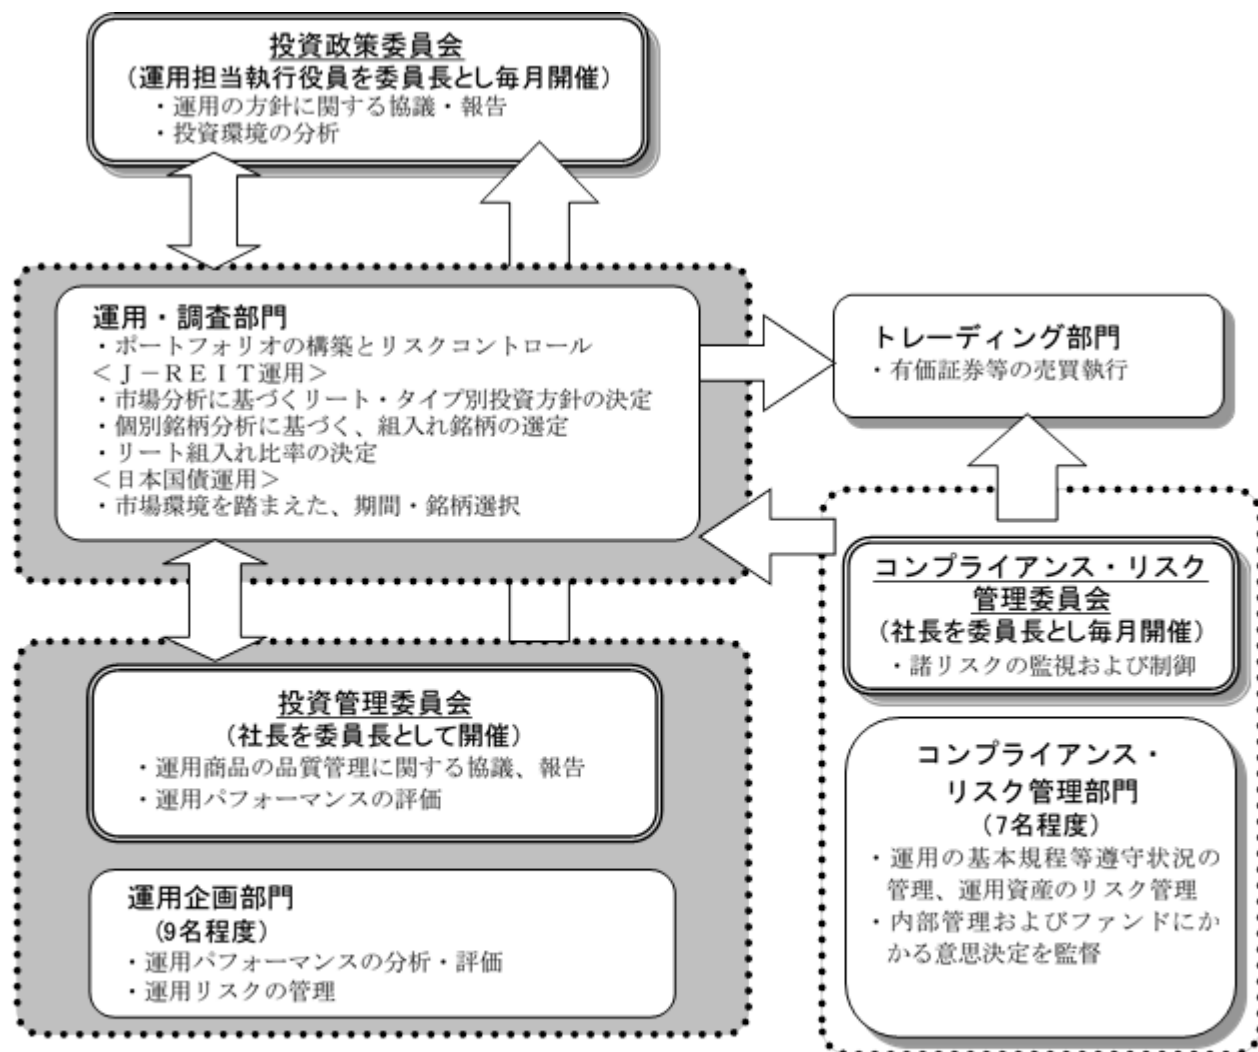 投資政策委員会
（運用担当執行役員を委員長とし毎月開催）
・運用の方針に関する協議・報告
・投資環境の分析
運用・調査部門
・ポートフォリオの構築とリスクコントロール
＜Ｊ－ＲＥＩＴ運用＞
・市場分析に基づくリート・タイプ別投資方針の決定
・個別銘柄分析に基づく、組入れ銘柄の選定
・リート組入れ比率の決定
＜日本国債運用＞
・市場環境を踏まえた、期間・銘柄選択
トレーディング部門
・有価証券等の売買執行
コンプライアンス・リスク
管理委員会
（社長を委員長とし毎月開催）
・諸リスクの監視および制御
投資管理委員会
（社長を委員長として開催）
・運用商品の品質管理に関する協議、報告
・運用パフォーマンスの評価
運用企画部門
（9名程度）
・運用パフォーマンスの分析・評価
・運用リスクの管理
コンプライアンス・
リスク管理部門
（7名程度）
・運用の基本規程等遵守状況の
管理、運用資産のリスク管理
・内部管理およびファンドにか
かる意思決定を監督